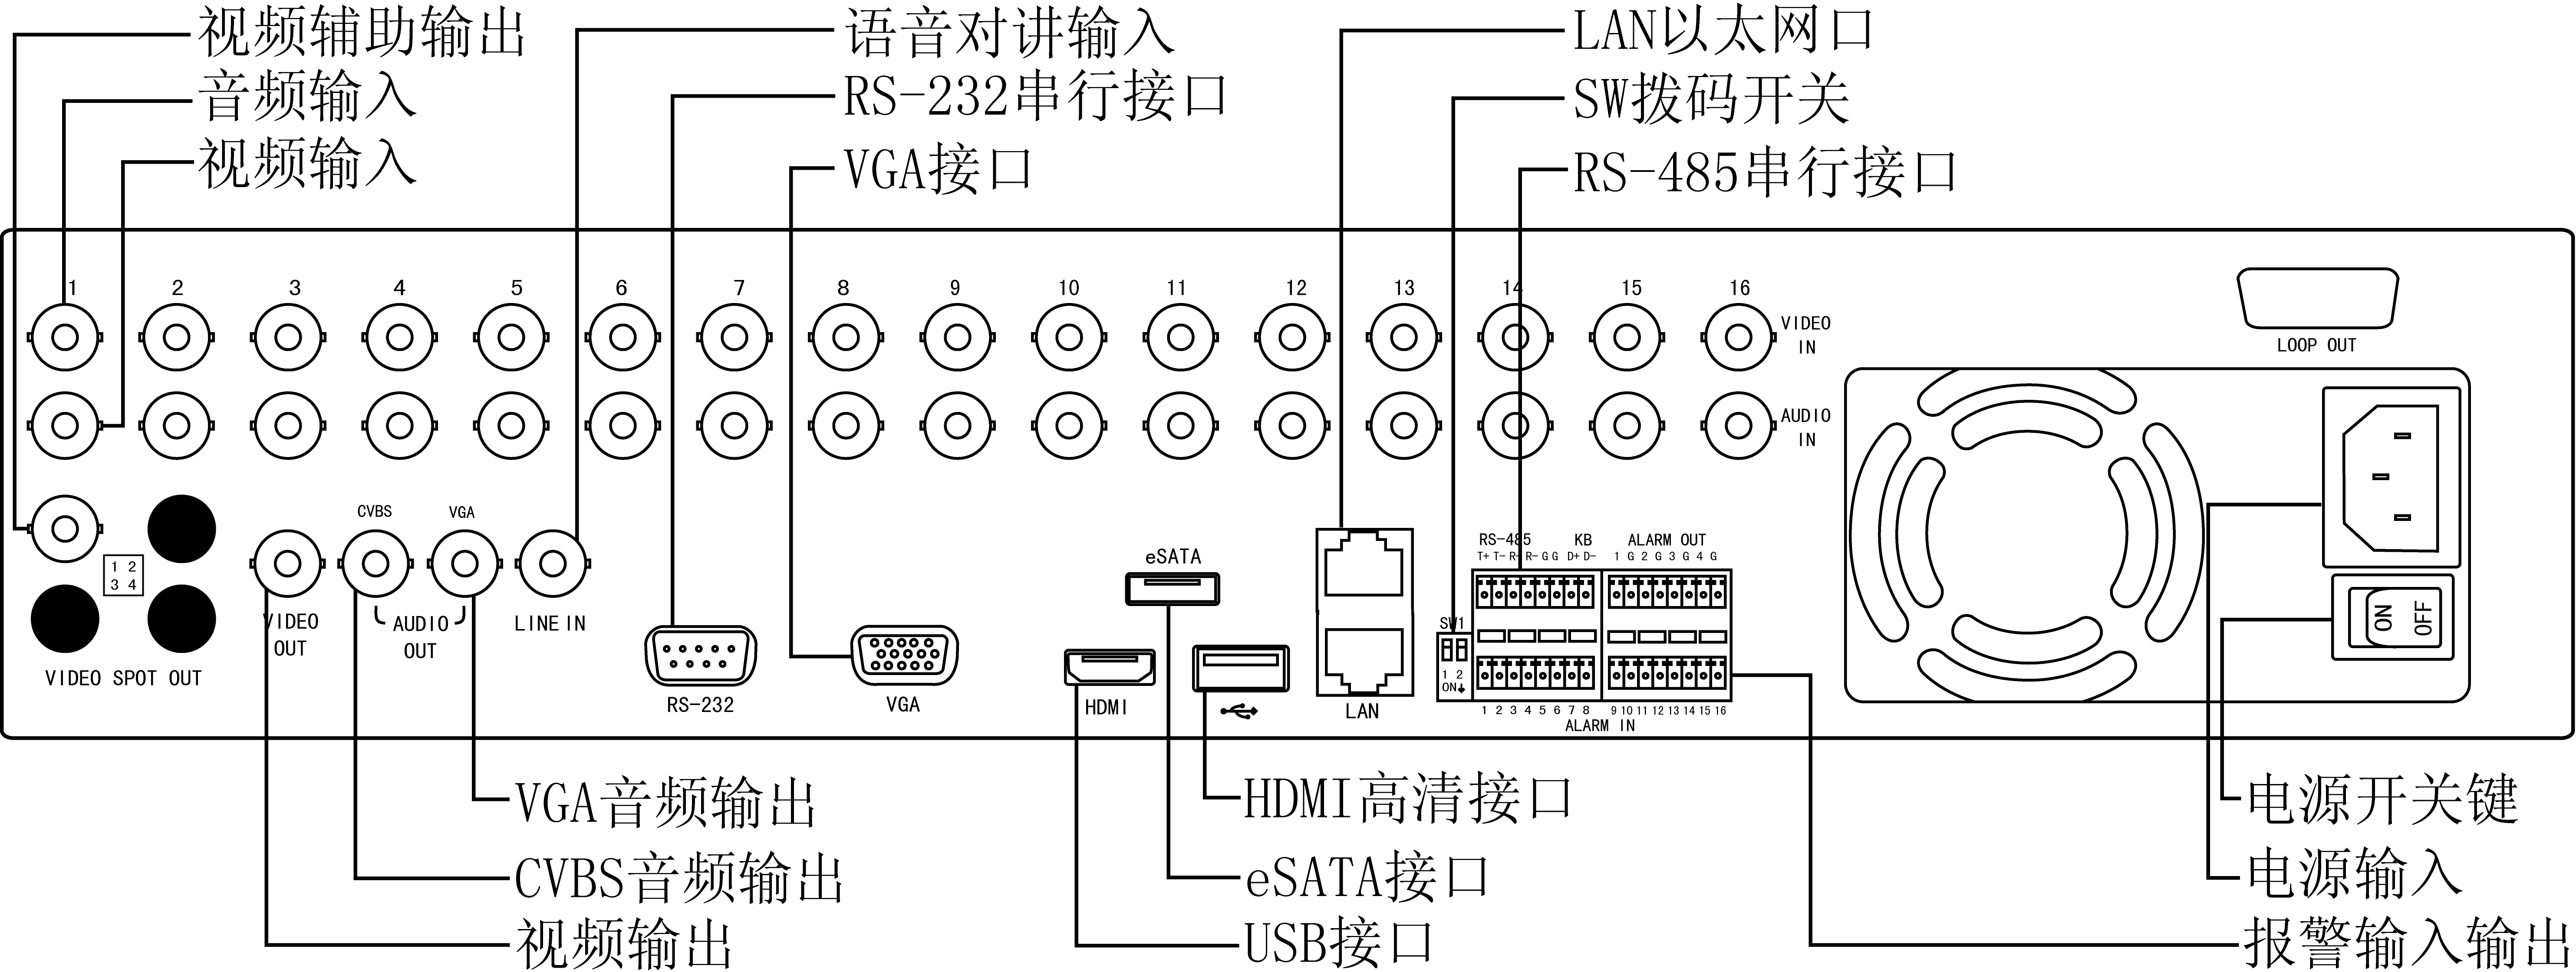 视频辅助输出
音频输入
视频输入
语音对讲输入
RS-232串行接口
VGA接口
LAN以太网口
SW拨码开关
RS-485串行接口
1 2 3 4 5 6 7 8 9 10 11 12 13 14 15 16
VIDEO
IN
LOOP OUT
AUDIO
IN
1 2
3 4
VIDEO SPOT OUT
VIDEO
OUT
CVBS
VGA
AUDIO
OUT
LINE IN
RS-232
VGA
eSATA
HDMI
LAN
RS-485 KB ALARM OUT
T+ T- R+ R- G G D+ D- 1 G 2 G 3 G 4 G
SW1
1 2
ON
1 2 3 4 5 6 7 8 9 10 11 12 13 14 15 16
ALARM IN
ON OFF
VGA音频输出
CVBS音频输出
视频输出
HDMI高清接口
eSATA接口
USB接口
电源开关键
电源输入
报警输入输出